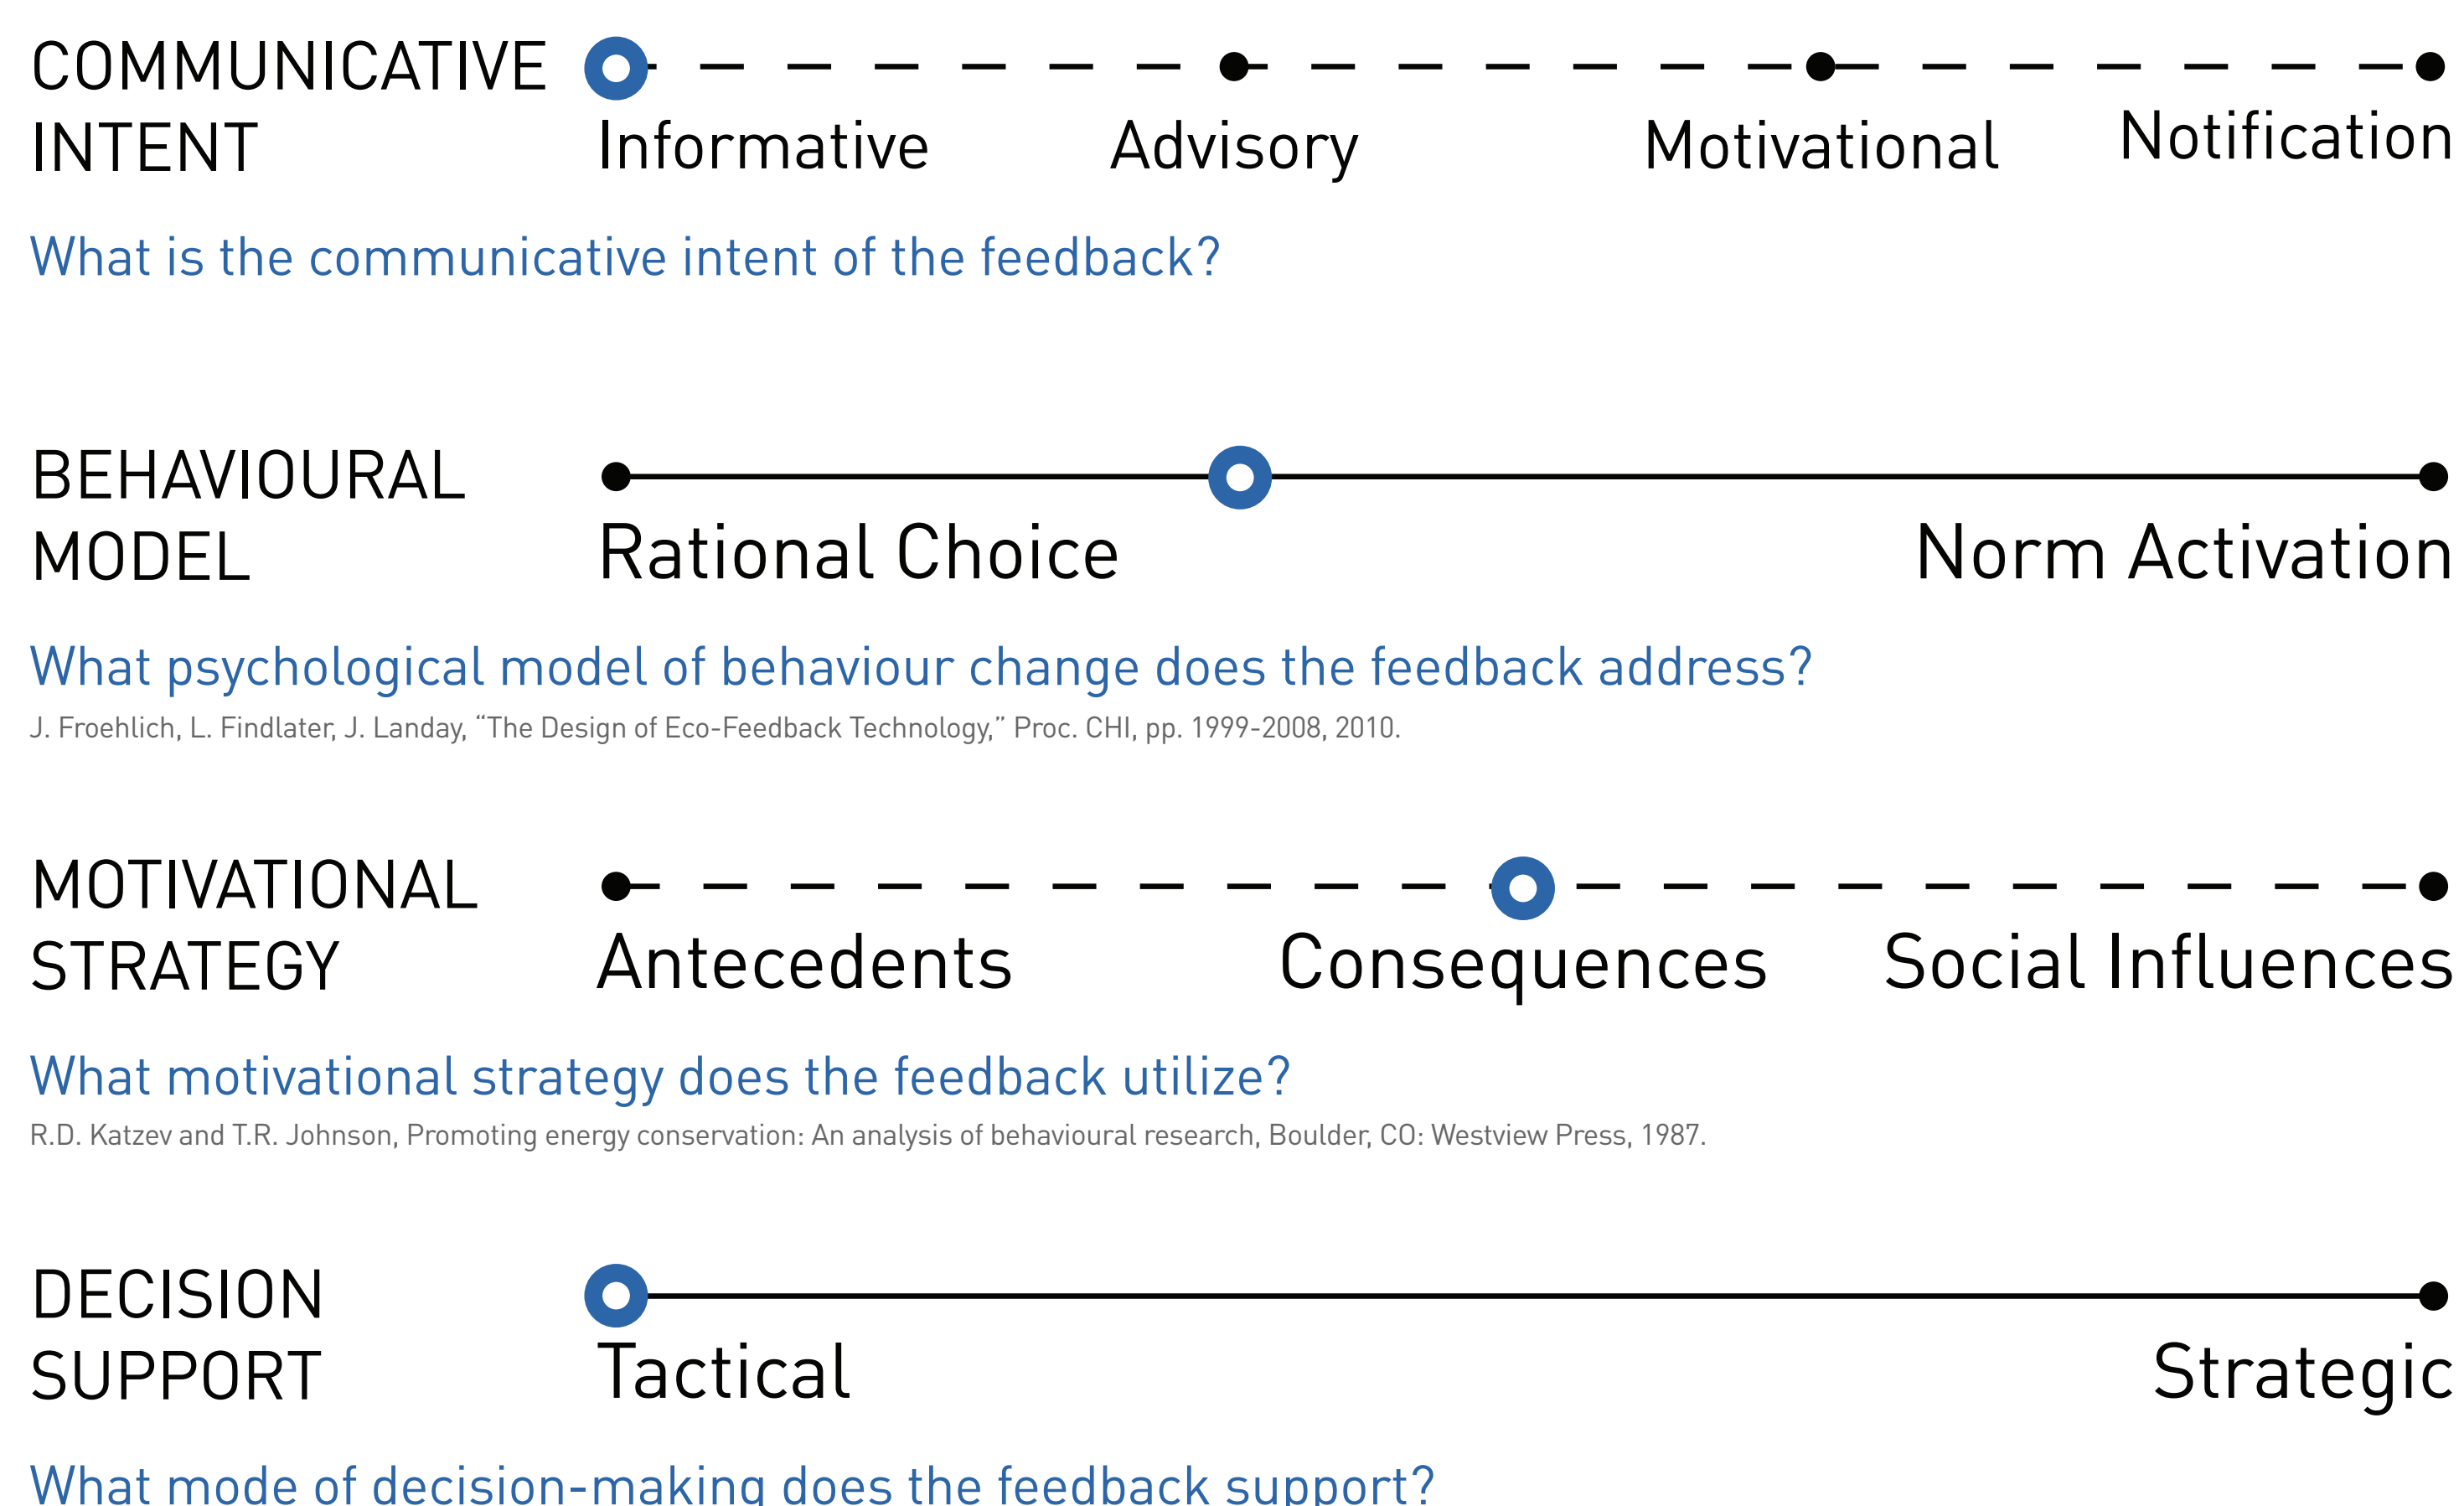 COMMUNICATIVE
INTENT
Informative
Advisory
Motivational
Notification
What is the communicative intent of the feedback?
BEHAVIOURAL
MODEL
Rational Choice
Norm Activation
What psychological model of behaviour change does the feedback address?
J. Froehlich, L. Findlater, J. Landay, “The Design of Eco-Feedback Technology,” Proc. CHI, pp. 1999-2008, 2010.
MOTIVATIONAL
STRATEGY
Antecedents
Consequences
Social Influences
What motivational strategy does the feedback utilize?
R.D. Katzev and T.R. Johnson, Promoting energy conservation: An analysis of behavioural research, Boulder, CO: Westview Press, 1987.
DECISION
SUPPORT
Tactical
Strategic
What mode of decision-making does the feedback support?